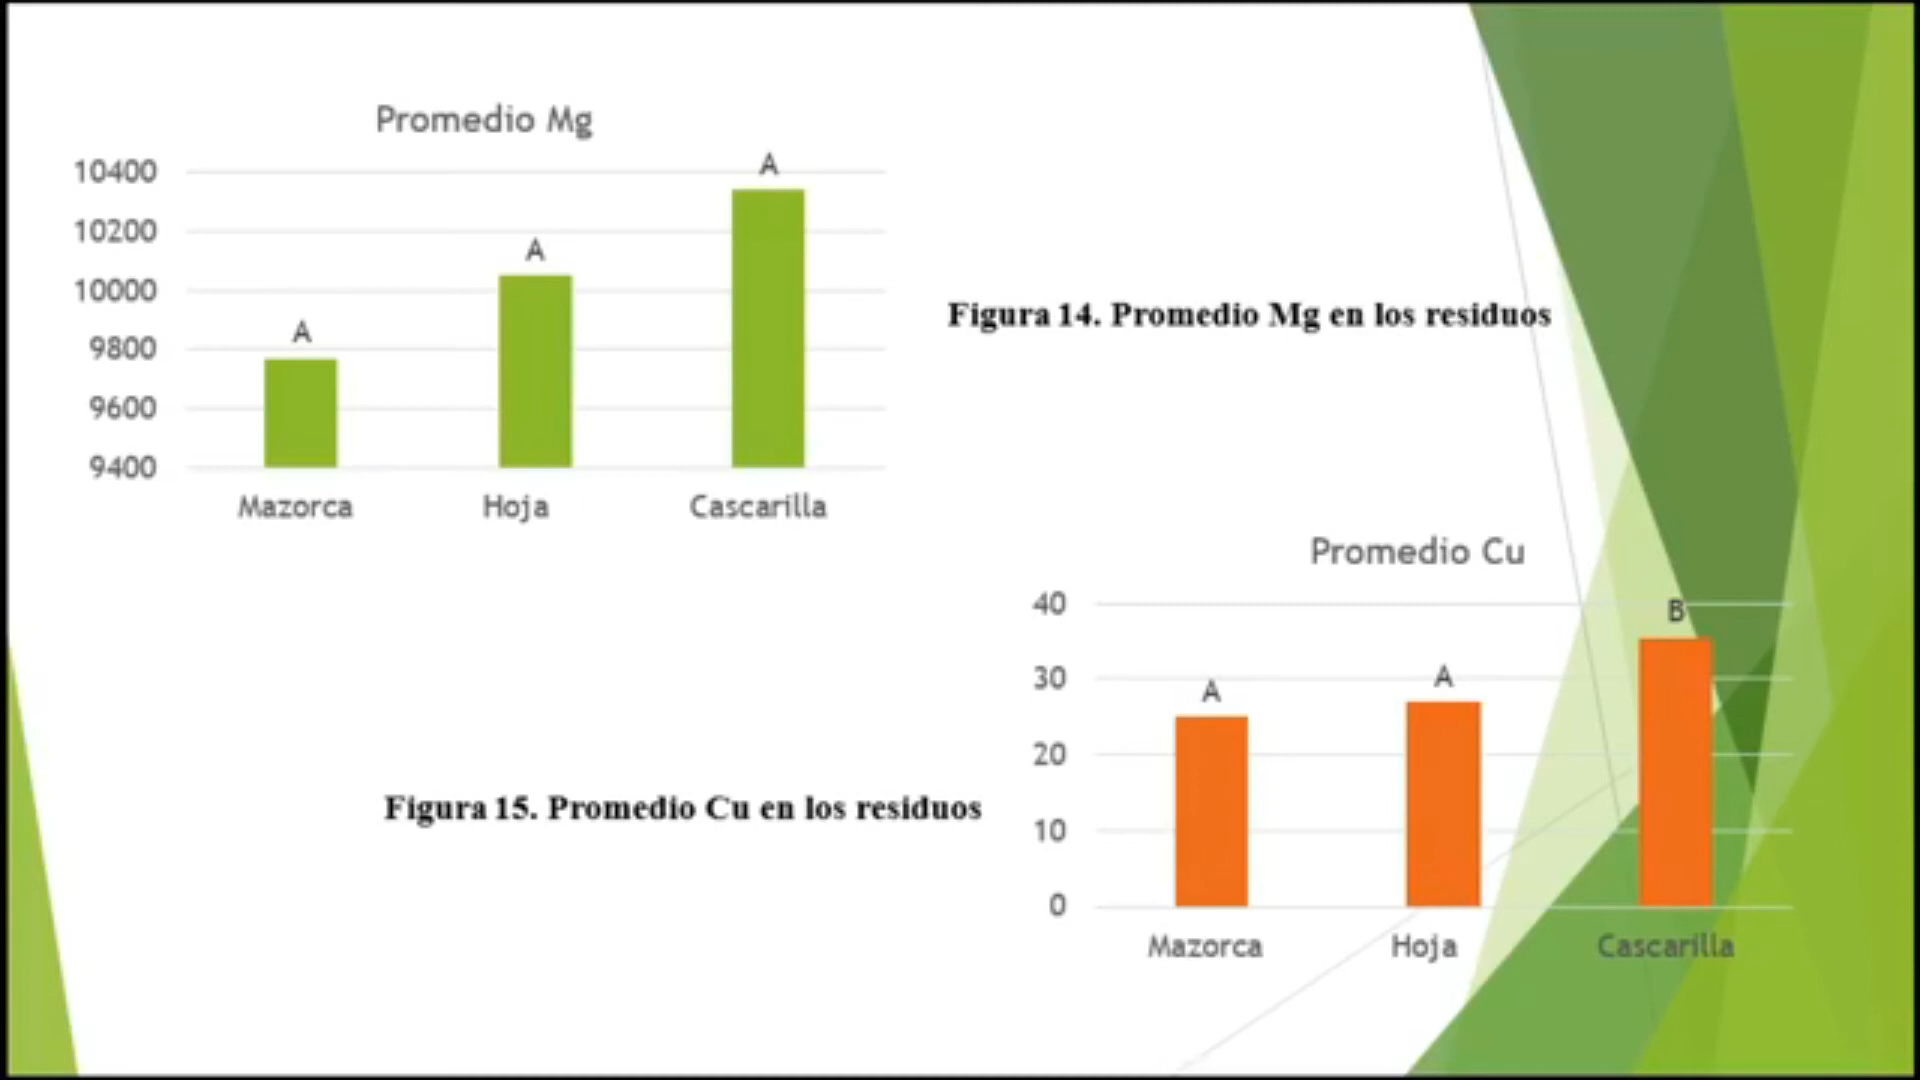 Promedio Mg
10400
10200
10000
9800
9600
9400
A
A
A
Mazorca Hoja Cascarilla
Figura 14. Promedio Mg en los residuos
Promedio Cu
40
30
20
10
0
A
A
B
Mazorca Hoja Cascarilla
Figura 15. Promedio Cu en los residuos